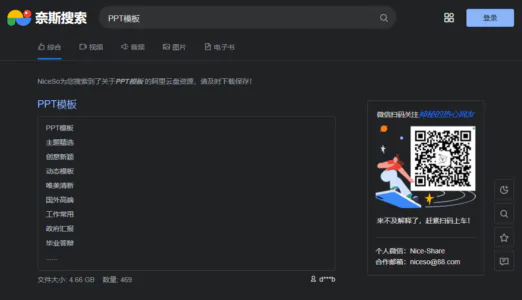 奈斯搜索
PPT模板
登录
综合
视频
音频
图片
电子书
NiceSo为您搜索到了关于PPT模板的阿里云盘资源，请及时下载保存！
PPT模板
PPT模板
主题精选
创意新颖
动态模板
唯美清新
国外高端
工作常用
政府汇报
毕业答辩
......
文件大小: 4.66 GB 数量: 469
d***b
微信扫码关注神秘的热心网友
来不及解释了，赶紧扫码上车！
个人微信：Nice-Share
合作邮箱：niceso@88.com